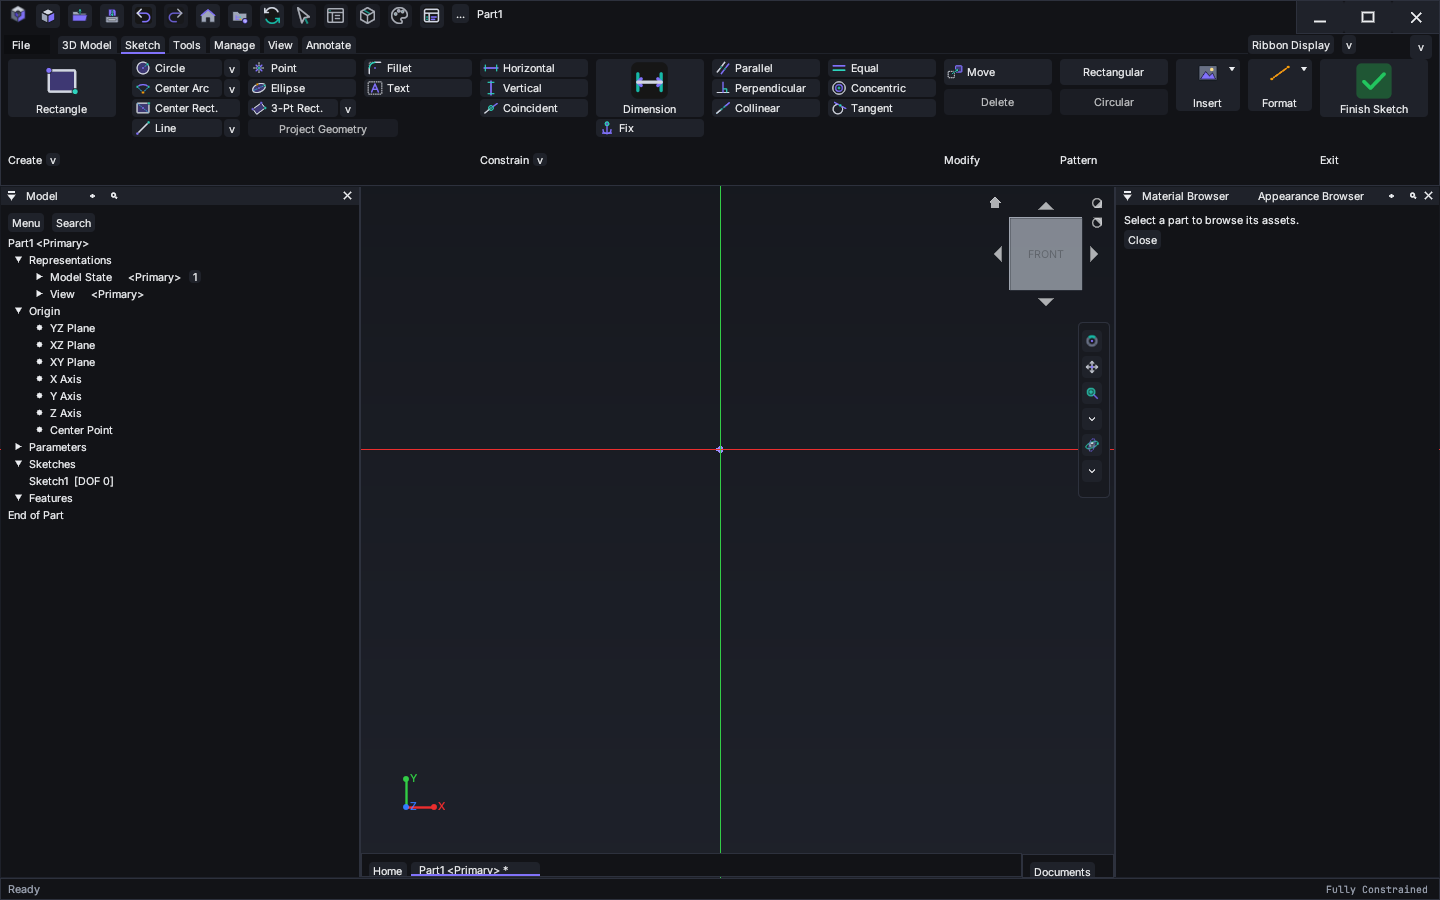 ... Part1
File 3D Model Sketch Tools Manage View Annotate Ribbon Display v v
Rectangle
Circle v
Center Arc v
Center Rect.
Line v
Point
Ellipse
3-Pt Rect. v
Project Geometry
Fillet
Text
Horizontal
Vertical
Coincident
Dimension
Fix
Parallel
Perpendicular
Collinear
Equal
Concentric
Tangent
Move
Delete
Rectangular
Circular
Insert
Format
Finish Sketch
Create v Constrain v Modify Pattern Exit
Model
Menu Search
Part1 <Primary>
Representations
Model State <Primary> 1
View <Primary>
Origin
YZ Plane
XZ Plane
XY Plane
X Axis
Y Axis
Z Axis
Center Point
Parameters
Sketches
Sketch1 [DOF 0]
Features
End of Part
FRONT
Y
Z X
Material Browser Appearance Browser
Select a part to browse its assets.
Close
Home Part1 <Primary> * Documents
Ready Fully Constrained